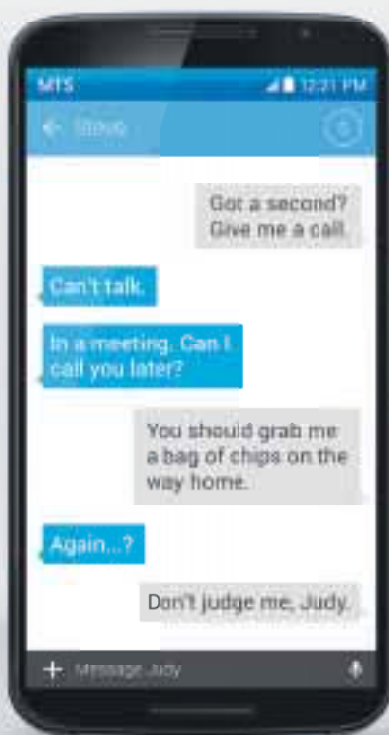 MTS 12:21 PM
Steve
Got a second?
Give me a call.
Can't talk.
In a meeting. Can I
call you later?
You should grab me
a bag of chips on the
way home.
Again...?
Don't judge me, Judy.
+ Message Judy